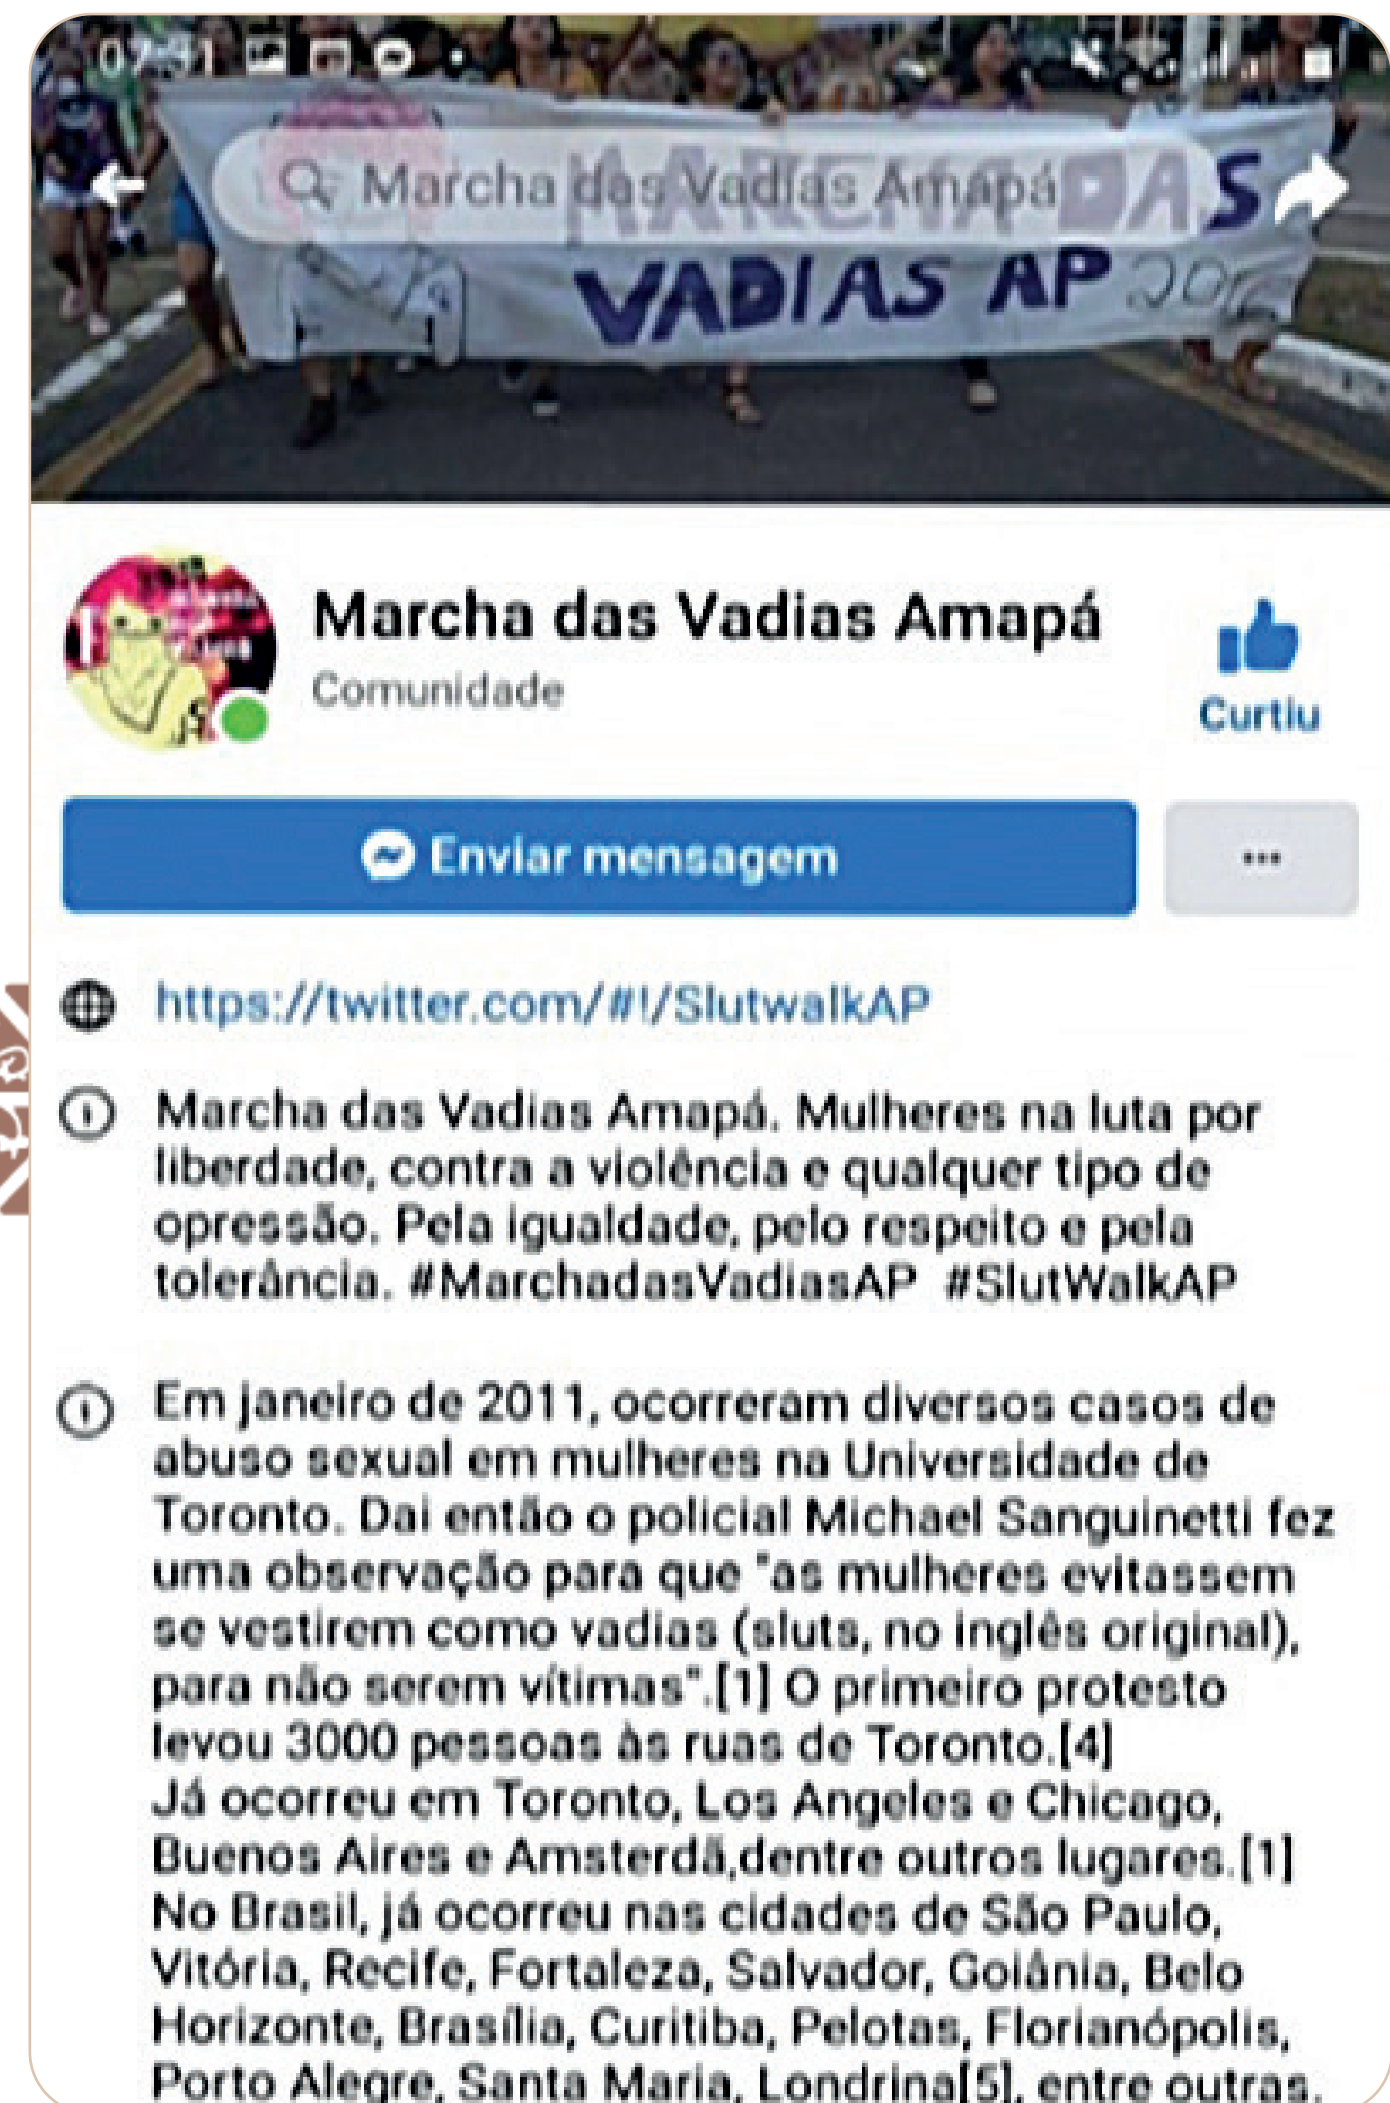 07:51
Marcha das Vadias Amapá
MARCHA DAS
VADIAS AP
Marcha das Vadias Amapá
Comunidade
Curtiu
Enviar mensagem
...
https://twitter.com/#!/SlutwalkAP
Marcha das Vadias Amapá. Mulheres na luta por
liberdade, contra a violência e qualquer tipo de
opressão. Pela igualdade, pelo respeito e pela
tolerância. #MarchadasVadiasAP #SlutWalkAP
Em janeiro de 2011, ocorreram diversos casos de
abuso sexual em mulheres na Universidade de
Toronto. Dai então o policial Michael Sanguinetti fez
uma observação para que "as mulheres evitassem
se vestirem como vadias (sluts, no inglês original),
para não serem vítimas".[1] O primeiro protesto
levou 3000 pessoas às ruas de Toronto.[4]
Já ocorreu em Toronto, Los Angeles e Chicago,
Buenos Aires e Amsterdã,dentre outros lugares.[1]
No Brasil, já ocorreu nas cidades de São Paulo,
Vitória, Recife, Fortaleza, Salvador, Goiânia, Belo
Horizonte, Brasília, Curitiba, Pelotas, Florianópolis,
Porto Alegre, Santa Maria, Londrina[5], entre outras.